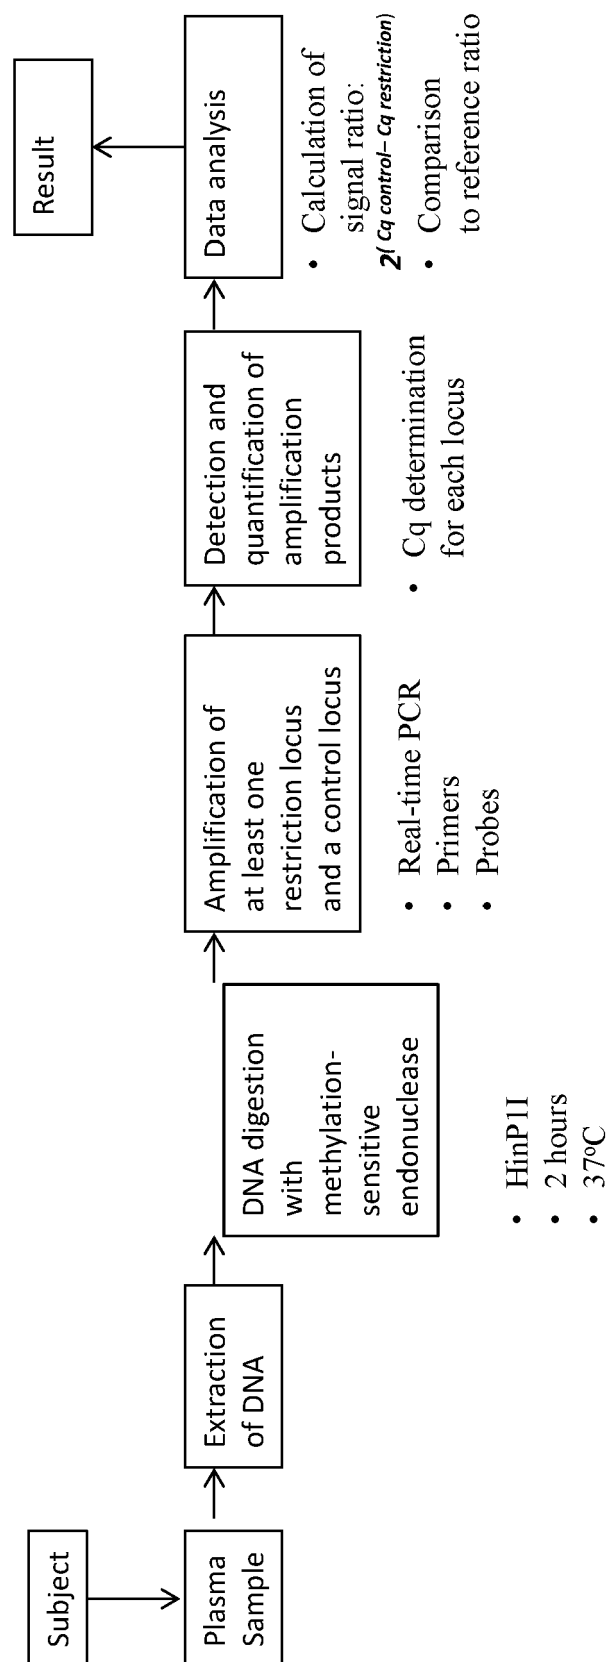 Subject
Plasma
Sample
Extraction
of DNA
DNA digestion
with
methylation-
sensitive
endonuclease
• HinP1I
• 2 hours
• 37ºC
Amplification of
at least one
restriction locus
and a control locus
• Real-time PCR
• Primers
• Probes
Detection and
quantification of
amplification
products
• Cq determination
for each locus
Data analysis
• Calculation of
signal ratio:
2( Cq control– Cq restriction)
• Comparison
to reference ratio
Result